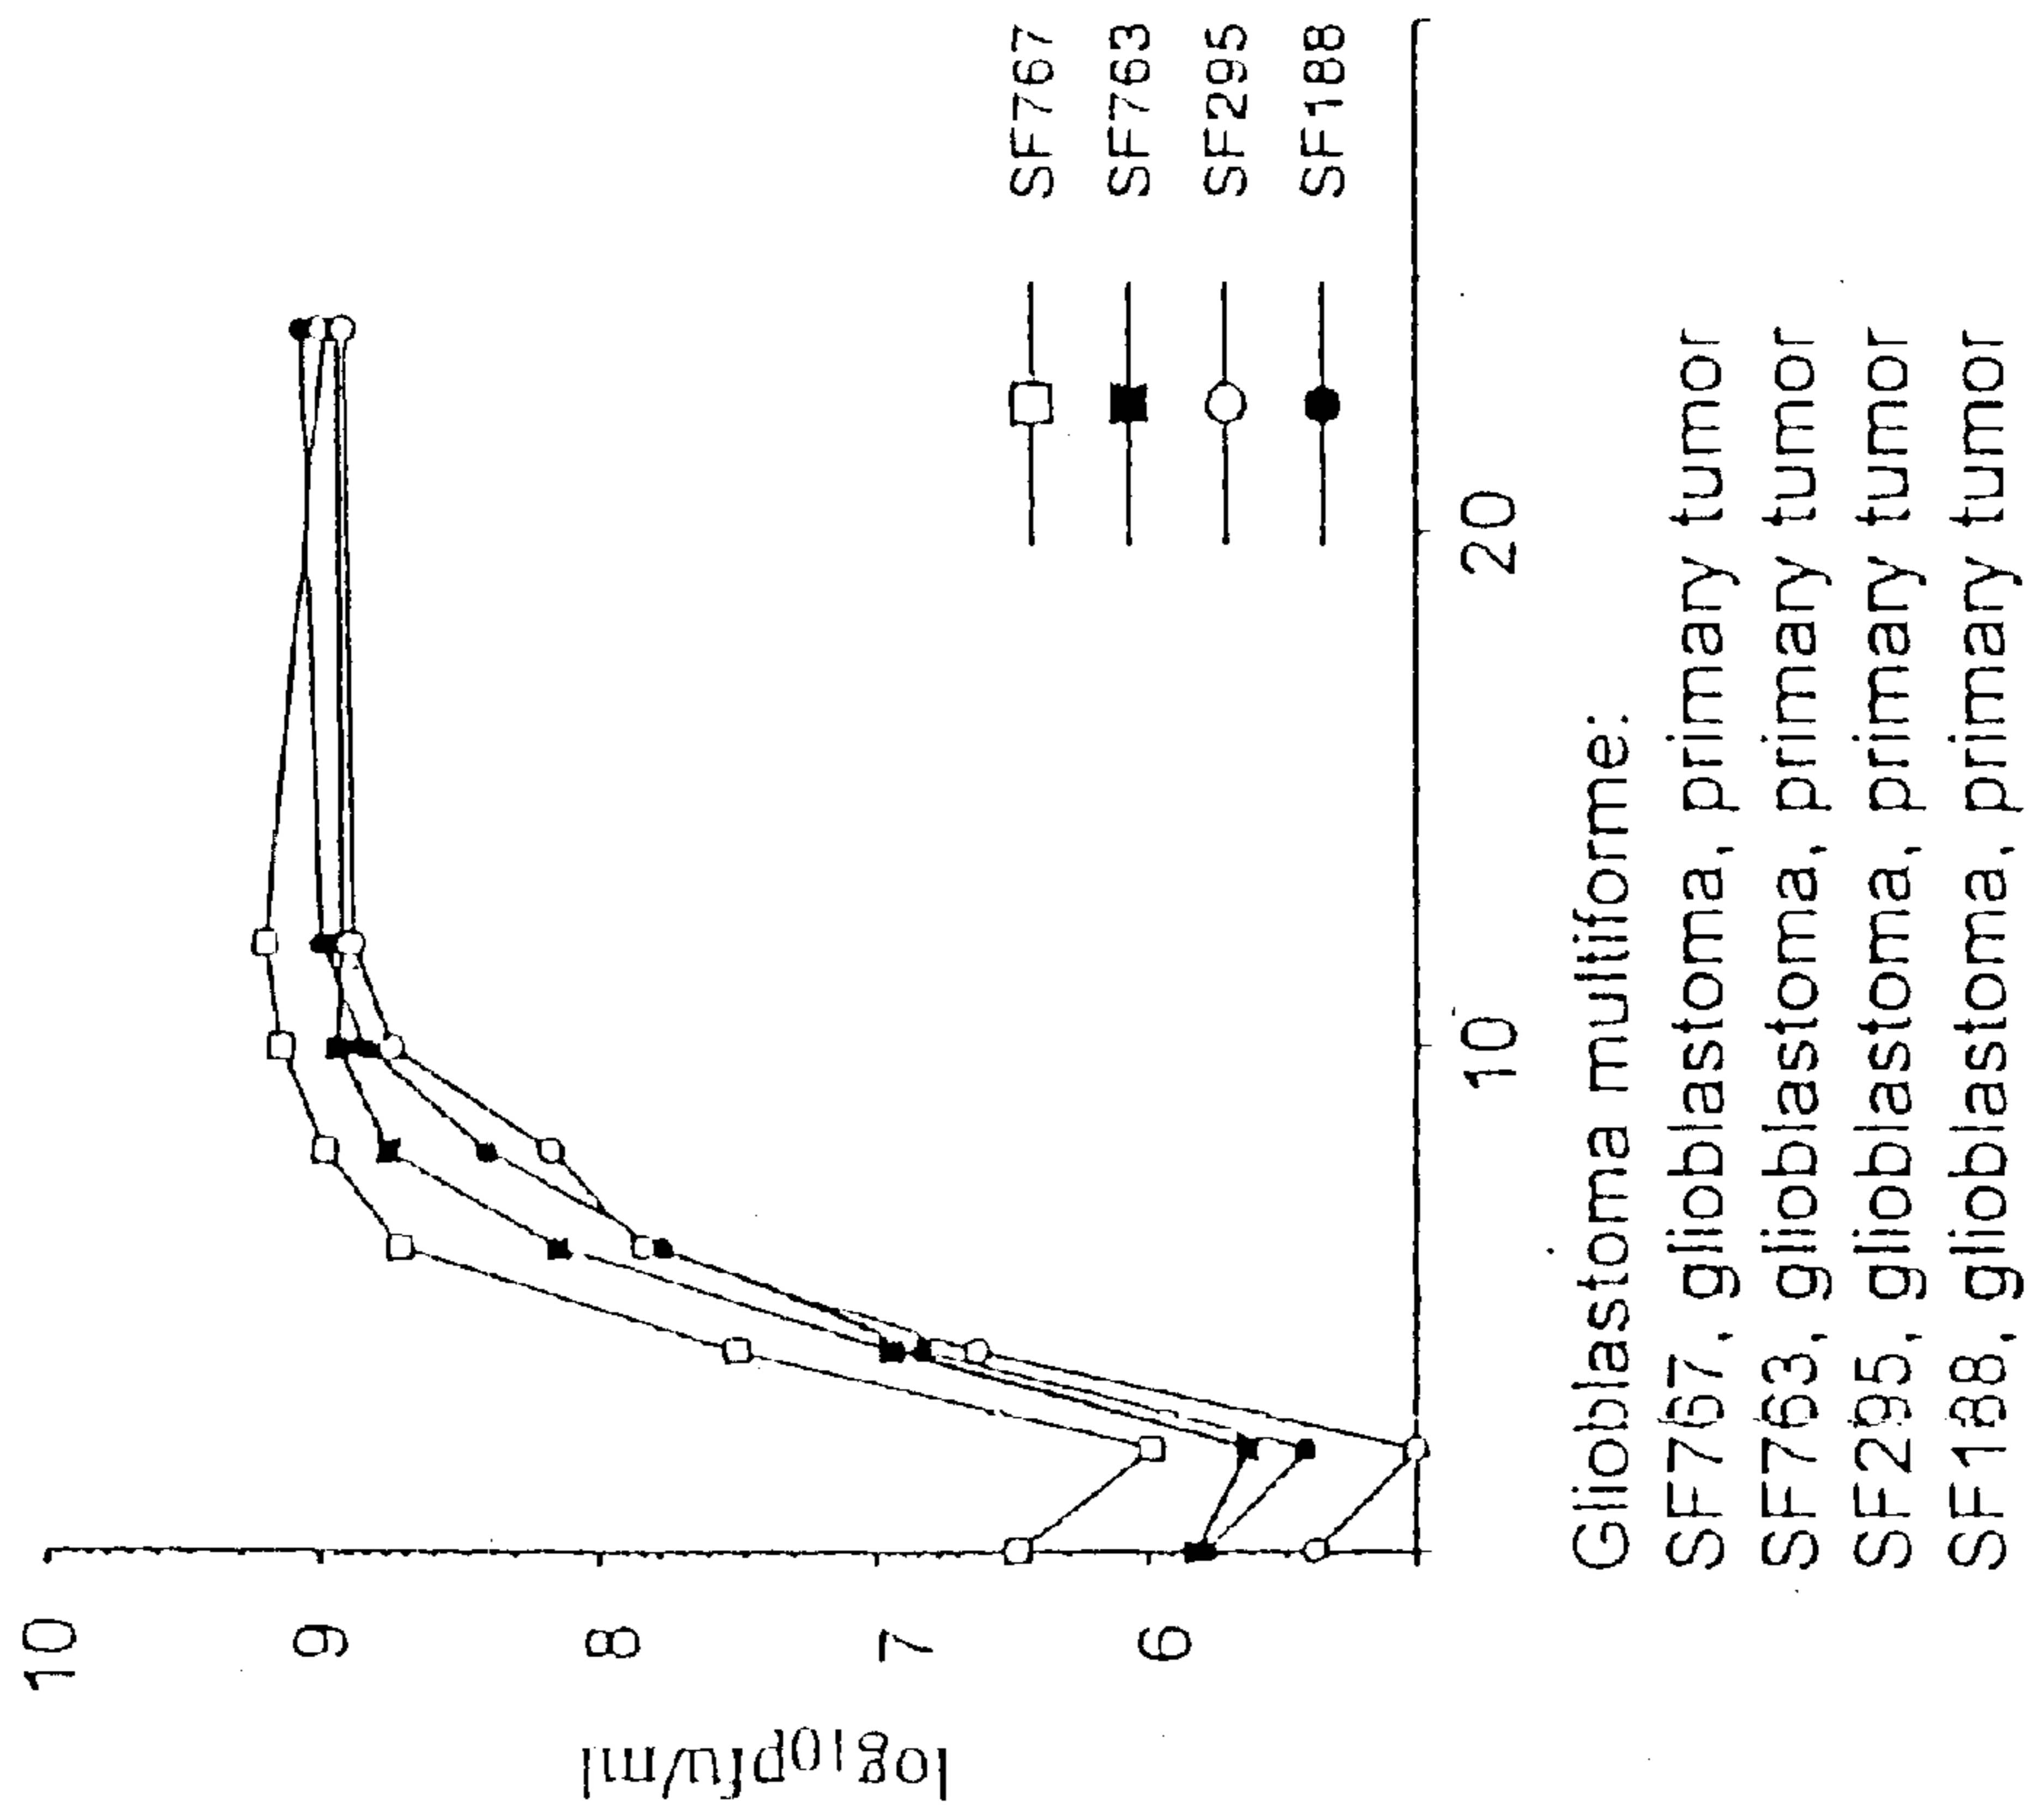 log10pfu/ml
10
9
8
7
6
10
20
SF767
SF763
SF295
SF188
Glioblastoma mulliforme:
SF767, glioblastoma, primary tumor
SF763, glioblastoma, primary tumor
SF295, glioblastoma, primary tumor
SF188, glioblastoma, primary tumor